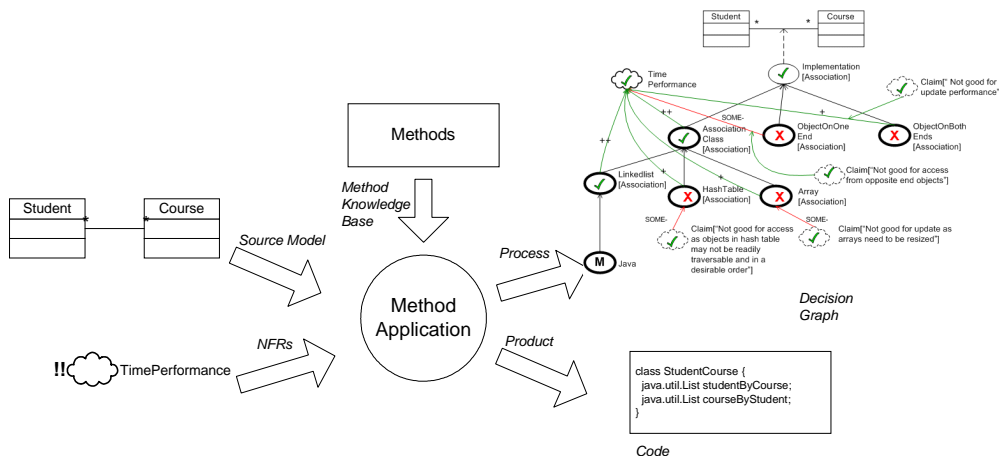 Student
*
*
Course
Implementation
[Association]
Time
Performance
Claim[" Not good for
update performance"
SOME-
++
++
+
Association
Class
[Association]
X
ObjectOnOne
End
[Association]
X
ObjectOnBoth
Ends
[Association]
Linkedlist
[Association]
+
X
HashTable
[Association]
+
X
Array
[Association]
Claim["Not good for access
from opposite end objects"]
SOME-
Claim["Not good for access
as objects in hash table
may not be readily
traversable and in a
desirable order"]
SOME-
Claim["Not good for update as
arrays need to be resized"]
M
Java
Decision
Graph
Methods
Method
Knowledge
Base
Student
*
*
Course
Source Model
Process
Method
Application
!!
TimePerformance
NFRs
Product
class StudentCourse {
java.util.List studentByCourse;
java.util.List courseByStudent;
}
Code